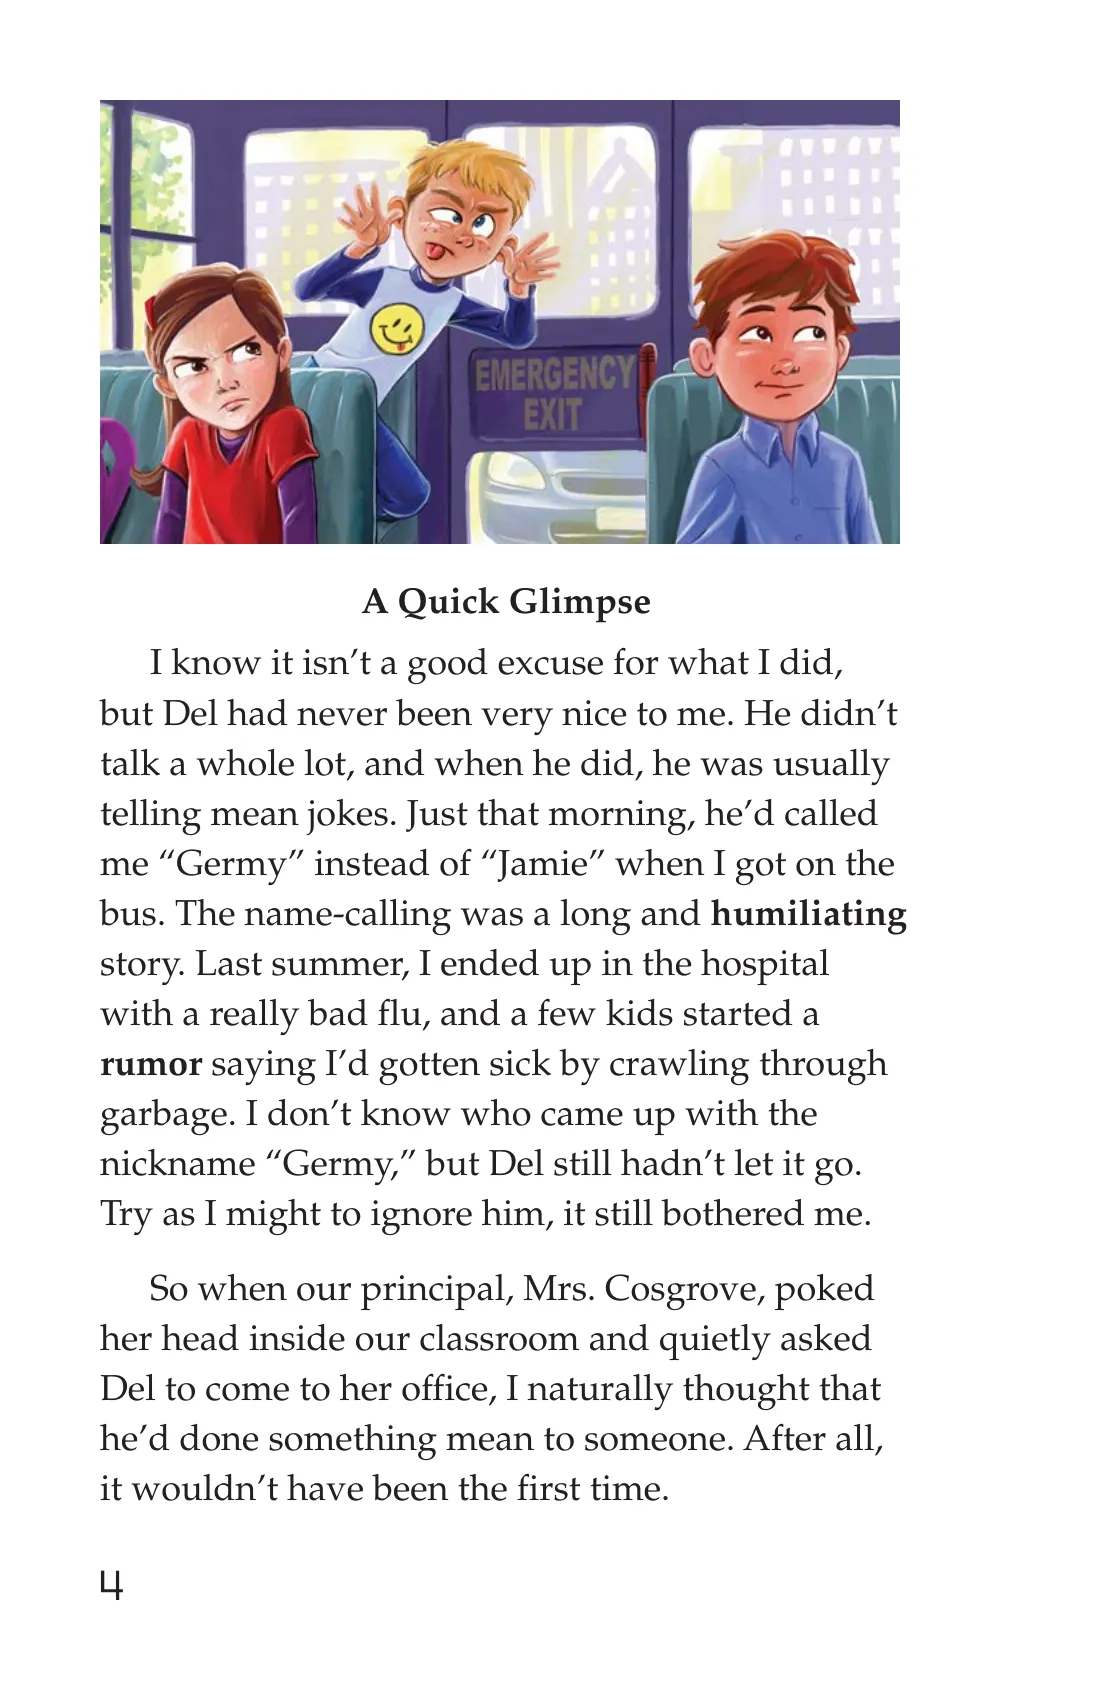 EMERGENCY
EXIT
A Quick Glimpse
I know it isn’t a good excuse for what I did,
but Del had never been very nice to me. He didn’t
talk a whole lot, and when he did, he was usually
telling mean jokes. Just that morning, he’d called
me “Germy” instead of “Jamie” when I got on the
bus. The name-calling was a long and humiliating
story. Last summer, I ended up in the hospital
with a really bad flu, and a few kids started a
rumor saying I’d gotten sick by crawling through
garbage. I don’t know who came up with the
nickname “Germy,” but Del still hadn’t let it go.
Try as I might to ignore him, it still bothered me.
So when our principal, Mrs. Cosgrove, poked
her head inside our classroom and quietly asked
Del to come to her office, I naturally thought that
he’d done something mean to someone. After all,
it wouldn’t have been the first time.
4